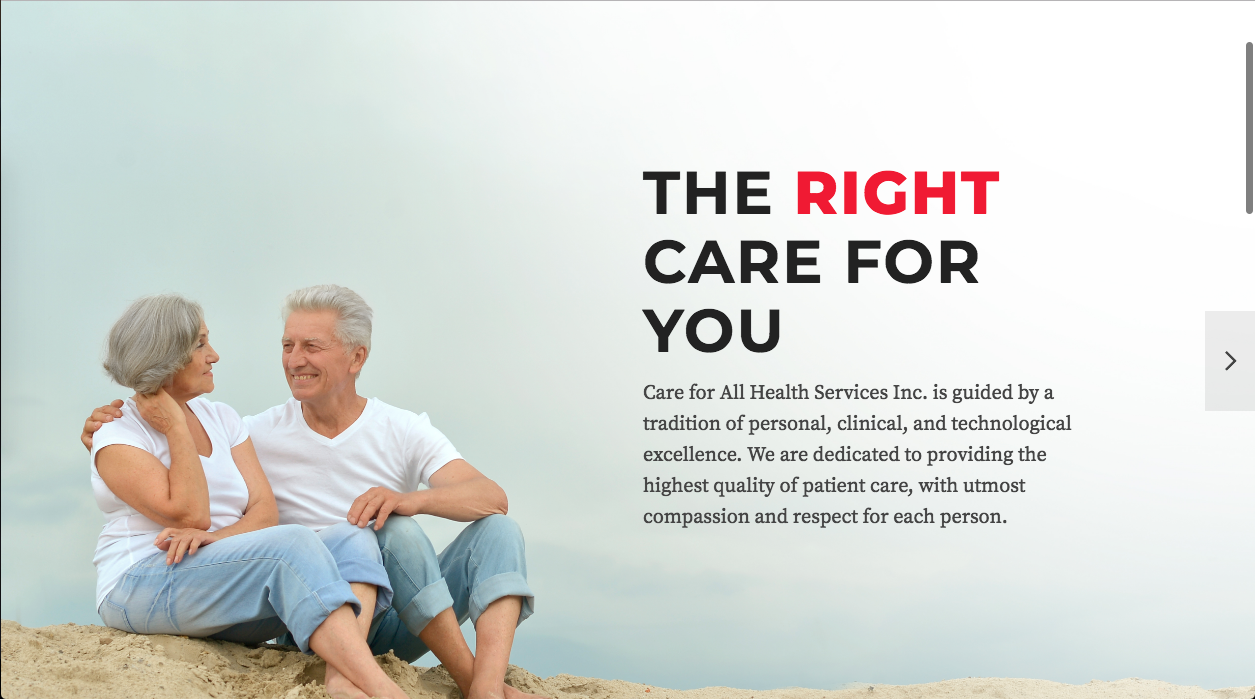 THE RIGHT
CARE FOR
YOU
Care for All Health Services Inc. is guided by a
tradition of personal, clinical, and technological
excellence. We are dedicated to providing the
highest quality of patient care, with utmost
compassion and respect for each person.